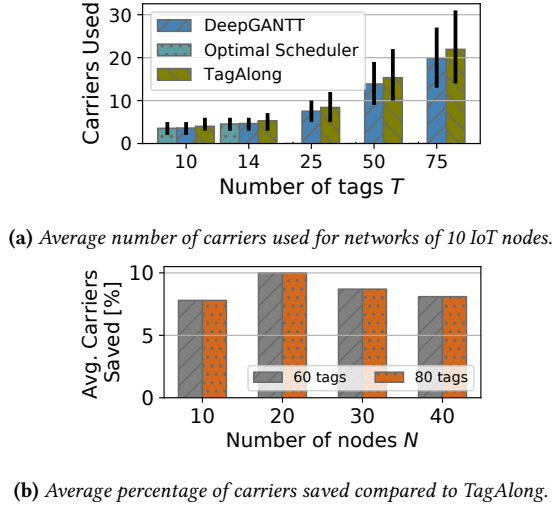 Carriers Used
30
20
10
0
DeepGANTT
Optimal Scheduler
TagAlong
10 14 25 50 75
Number of tags T
(a) Average number of carriers used for networks of 10 IoT nodes.
Avg. Carriers
Saved [%]
10
5
0
60 tags 80 tags
10 20 30 40
Number of nodes N
(b) Average percentage of carriers saved compared to TagAlong.